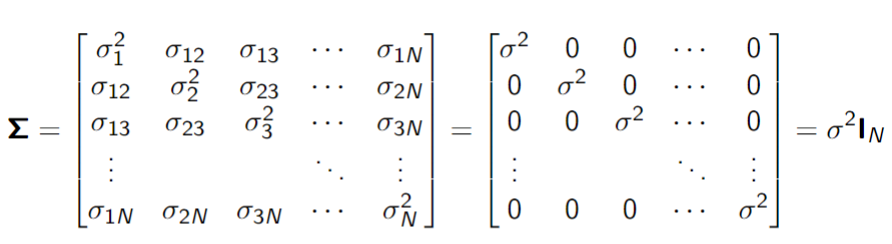 𝚺 = [σ₁² σ₁₂ σ₁₃ ⋯ σ₁N; σ₁₂ σ₂² σ₂₃ ⋯ σ₂N; σ₁₃ σ₂₃ σ₃² ⋯ σ₃N; ⋮ ⋱ ⋮; σ₁N σ₂N σ₃N ⋯ σN²] = [σ² 0 0 ⋯ 0; 0 σ² 0 ⋯ 0; 0 0 σ² ⋯ 0; ⋮ ⋱ ⋮; 0 0 0 ⋯ σ²] = σ²𝐈N